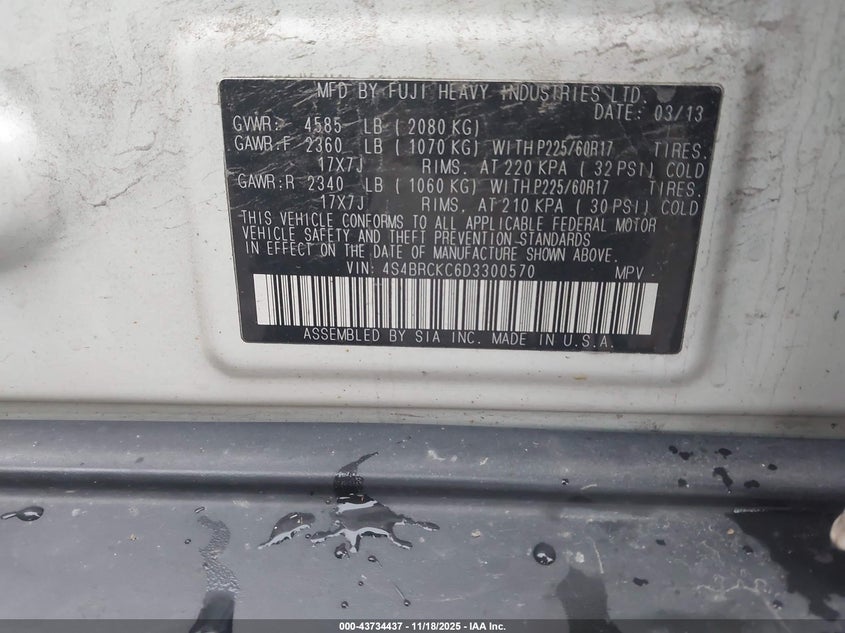 MFD BY FUJI HEAVY INDUSTRIES LTD.
DATE: 03/13
GVWR: 4585 LB ( 2080 KG)
GAWR:F 2360 LB ( 1070 KG) WITH P225/60R17 TIRES.
17X7J RIMS. AT 220 KPA ( 32 PSI) COLD
GAWR:R 2340 LB ( 1060 KG) WITH P225/60R17 TIRES.
17X7J RIMS. AT 210 KPA ( 30 PSI) COLD
THIS VEHICLE CONFORMS TO ALL APPLICABLE FEDERAL MOTOR
VEHICLE SAFETY AND THEFT PREVENTION STANDARDS
IN EFFECT ON THE DATE OF MANUFACTURE SHOWN ABOVE.
VIN: 4S4BRCKC6D3300570 MPV
ASSEMBLED BY SIA INC. MADE IN U.S.A.
000-43734437 - 11/18/2025 - IAA Inc.